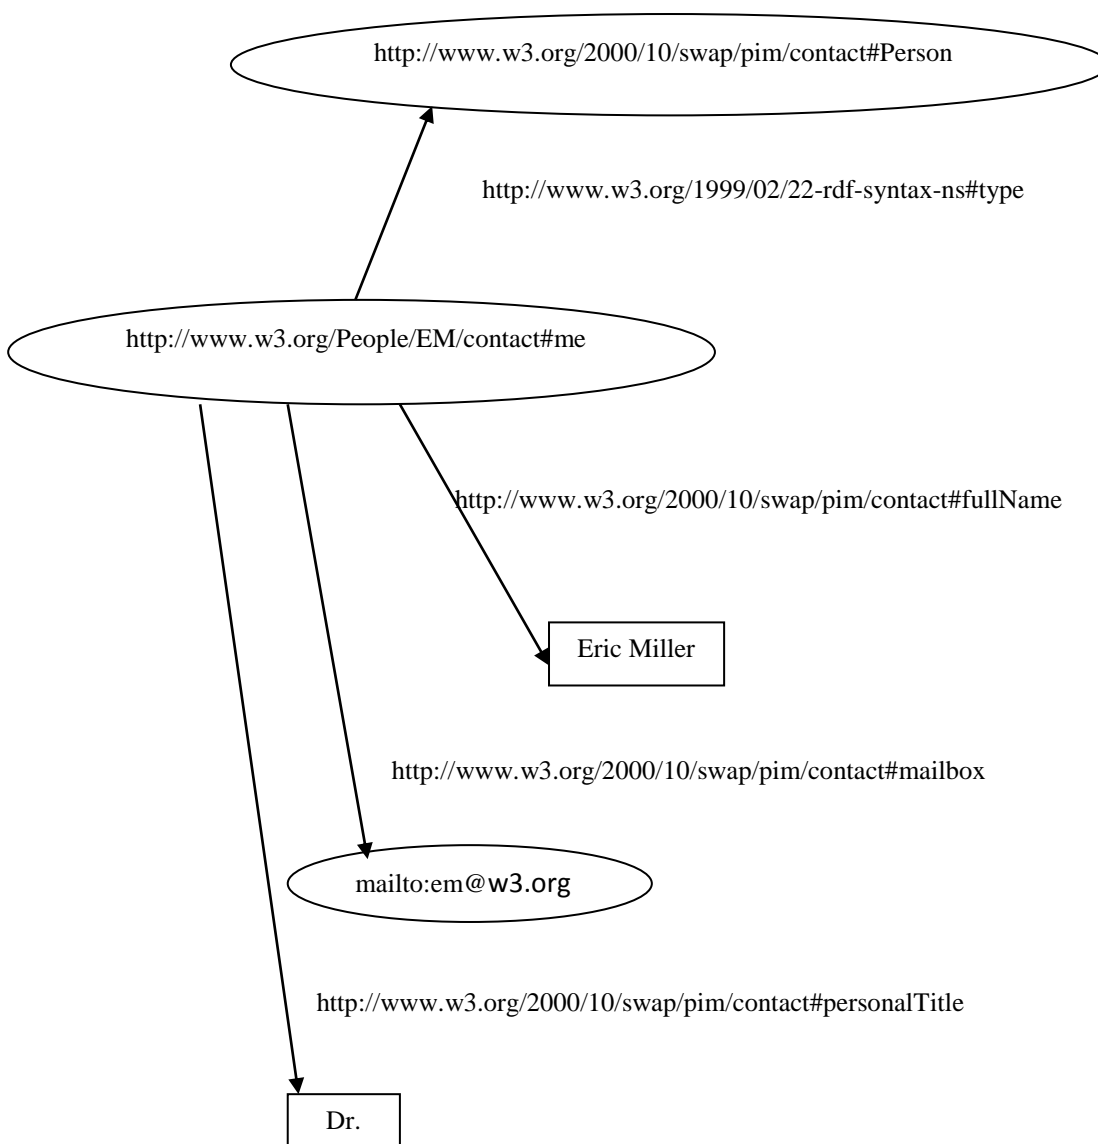 http://www.w3.org/2000/10/swap/pim/contact#Person
http://www.w3.org/1999/02/22-rdf-syntax-ns#type
http://www.w3.org/People/EM/contact#me
http://www.w3.org/2000/10/swap/pim/contact#fullName
Eric Miller
http://www.w3.org/2000/10/swap/pim/contact#mailbox
mailto:em@w3.org
http://www.w3.org/2000/10/swap/pim/contact#personalTitle
Dr.